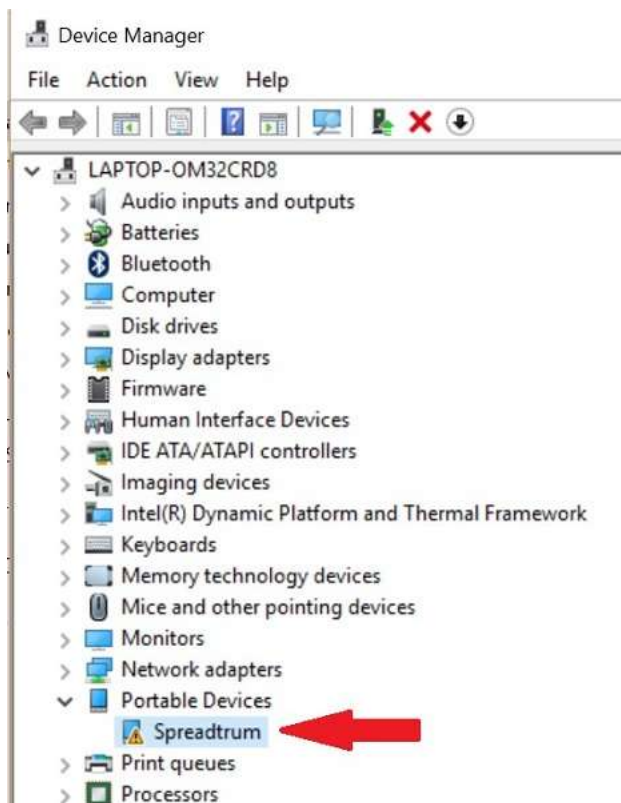 Device Manager
File Action View Help
LAPTOP-OM32CRD8
Audio inputs and outputs
Batteries
Bluetooth
Computer
Disk drives
Display adapters
Firmware
Human Interface Devices
IDE ATA/ATAPI controllers
Imaging devices
Intel(R) Dynamic Platform and Thermal Framework
Keyboards
Memory technology devices
Mice and other pointing devices
Monitors
Network adapters
Portable Devices
Spreadtrum
Print queues
Processors